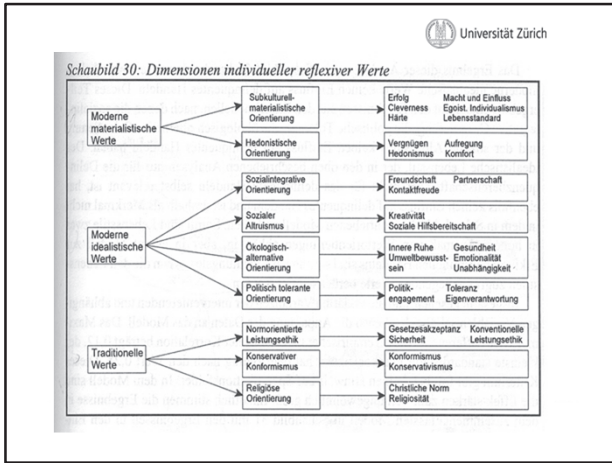 Universität Zürich
Schaubild 30: Dimensionen individueller reflexiver Werte
Moderne
materialistische
Werte
Subkulturell-
materialistische
Orientierung
Erfolg Macht und Einfluss
Cleverness Egoist. Individualismus
Härte Lebensstandard
Hedonistische
Orientierung
Vergnügen Aufregung
Hedonismus Komfort
Moderne
idealistische
Werte
Sozialintegrative
Orientierung
Freundschaft Partnerschaft
Kontaktfreude
Sozialer
Altruismus
Kreativität
Soziale Hilfsbereitschaft
Ökologisch-
alternative
Orientierung
Innere Ruhe Gesundheit
Umweltbewusst- Emotionalität
sein Unabhängigkeit
Politisch tolerante
Orientierung
Politik- Toleranz
engagement Eigenverantwortung
Traditionelle
Werte
Normorientierte
Leistungsethik
Gesetzesakzeptanz Konventionelle
Sicherheit Leistungsethik
Konservativer
Konformismus
Konformismus
Konservativismus
Religiöse
Orientierung
Christliche Norm
Religiosität